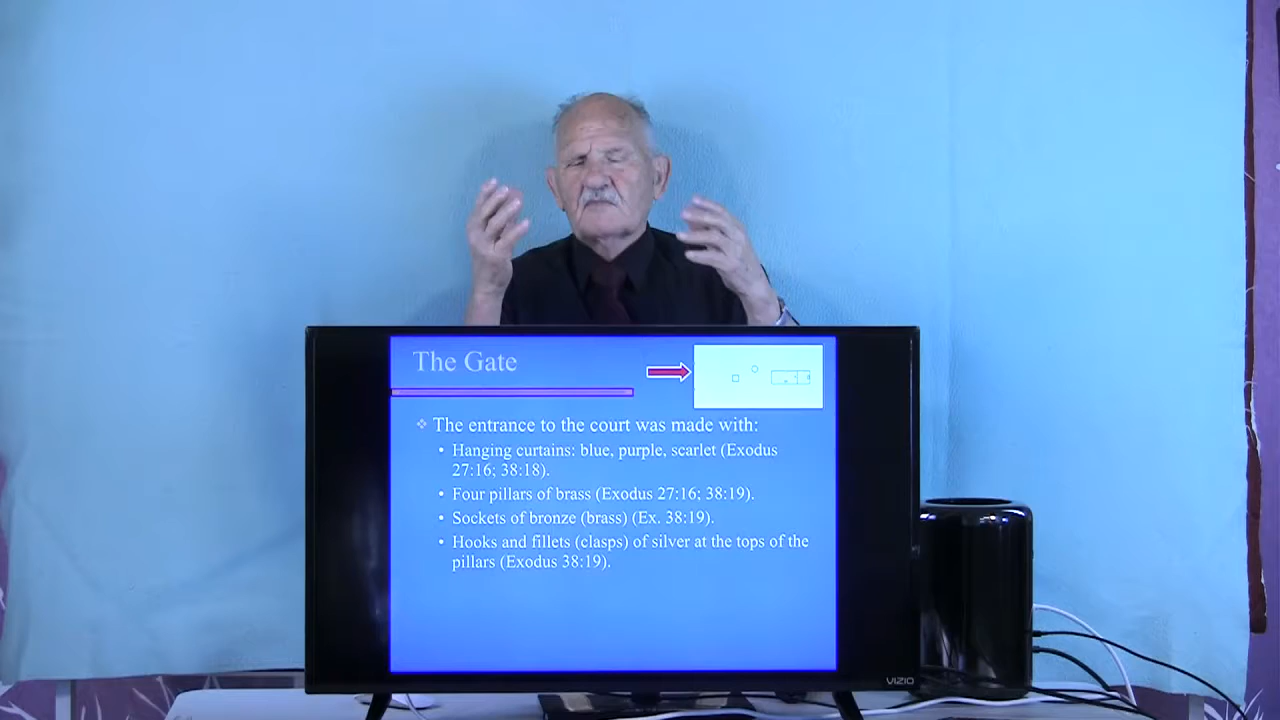 The Gate
❖ The entrance to the court was made with:
• Hanging curtains: blue, purple, scarlet (Exodus
27:16; 38:18).
• Four pillars of brass (Exodus 27:16; 38:19).
• Sockets of bronze (brass) (Ex. 38:19).
• Hooks and fillets (clasps) of silver at the tops of the
pillars (Exodus 38:19).
VIZIO